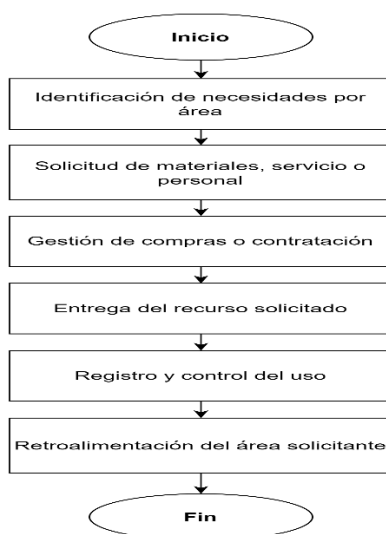 Inicio
Identificación de necesidades por
área
Solicitud de materiales, servicio o
personal
Gestión de compras o contratación
Entrega del recurso solicitado
Registro y control del uso
Retroalimentación del área solicitante
Fin